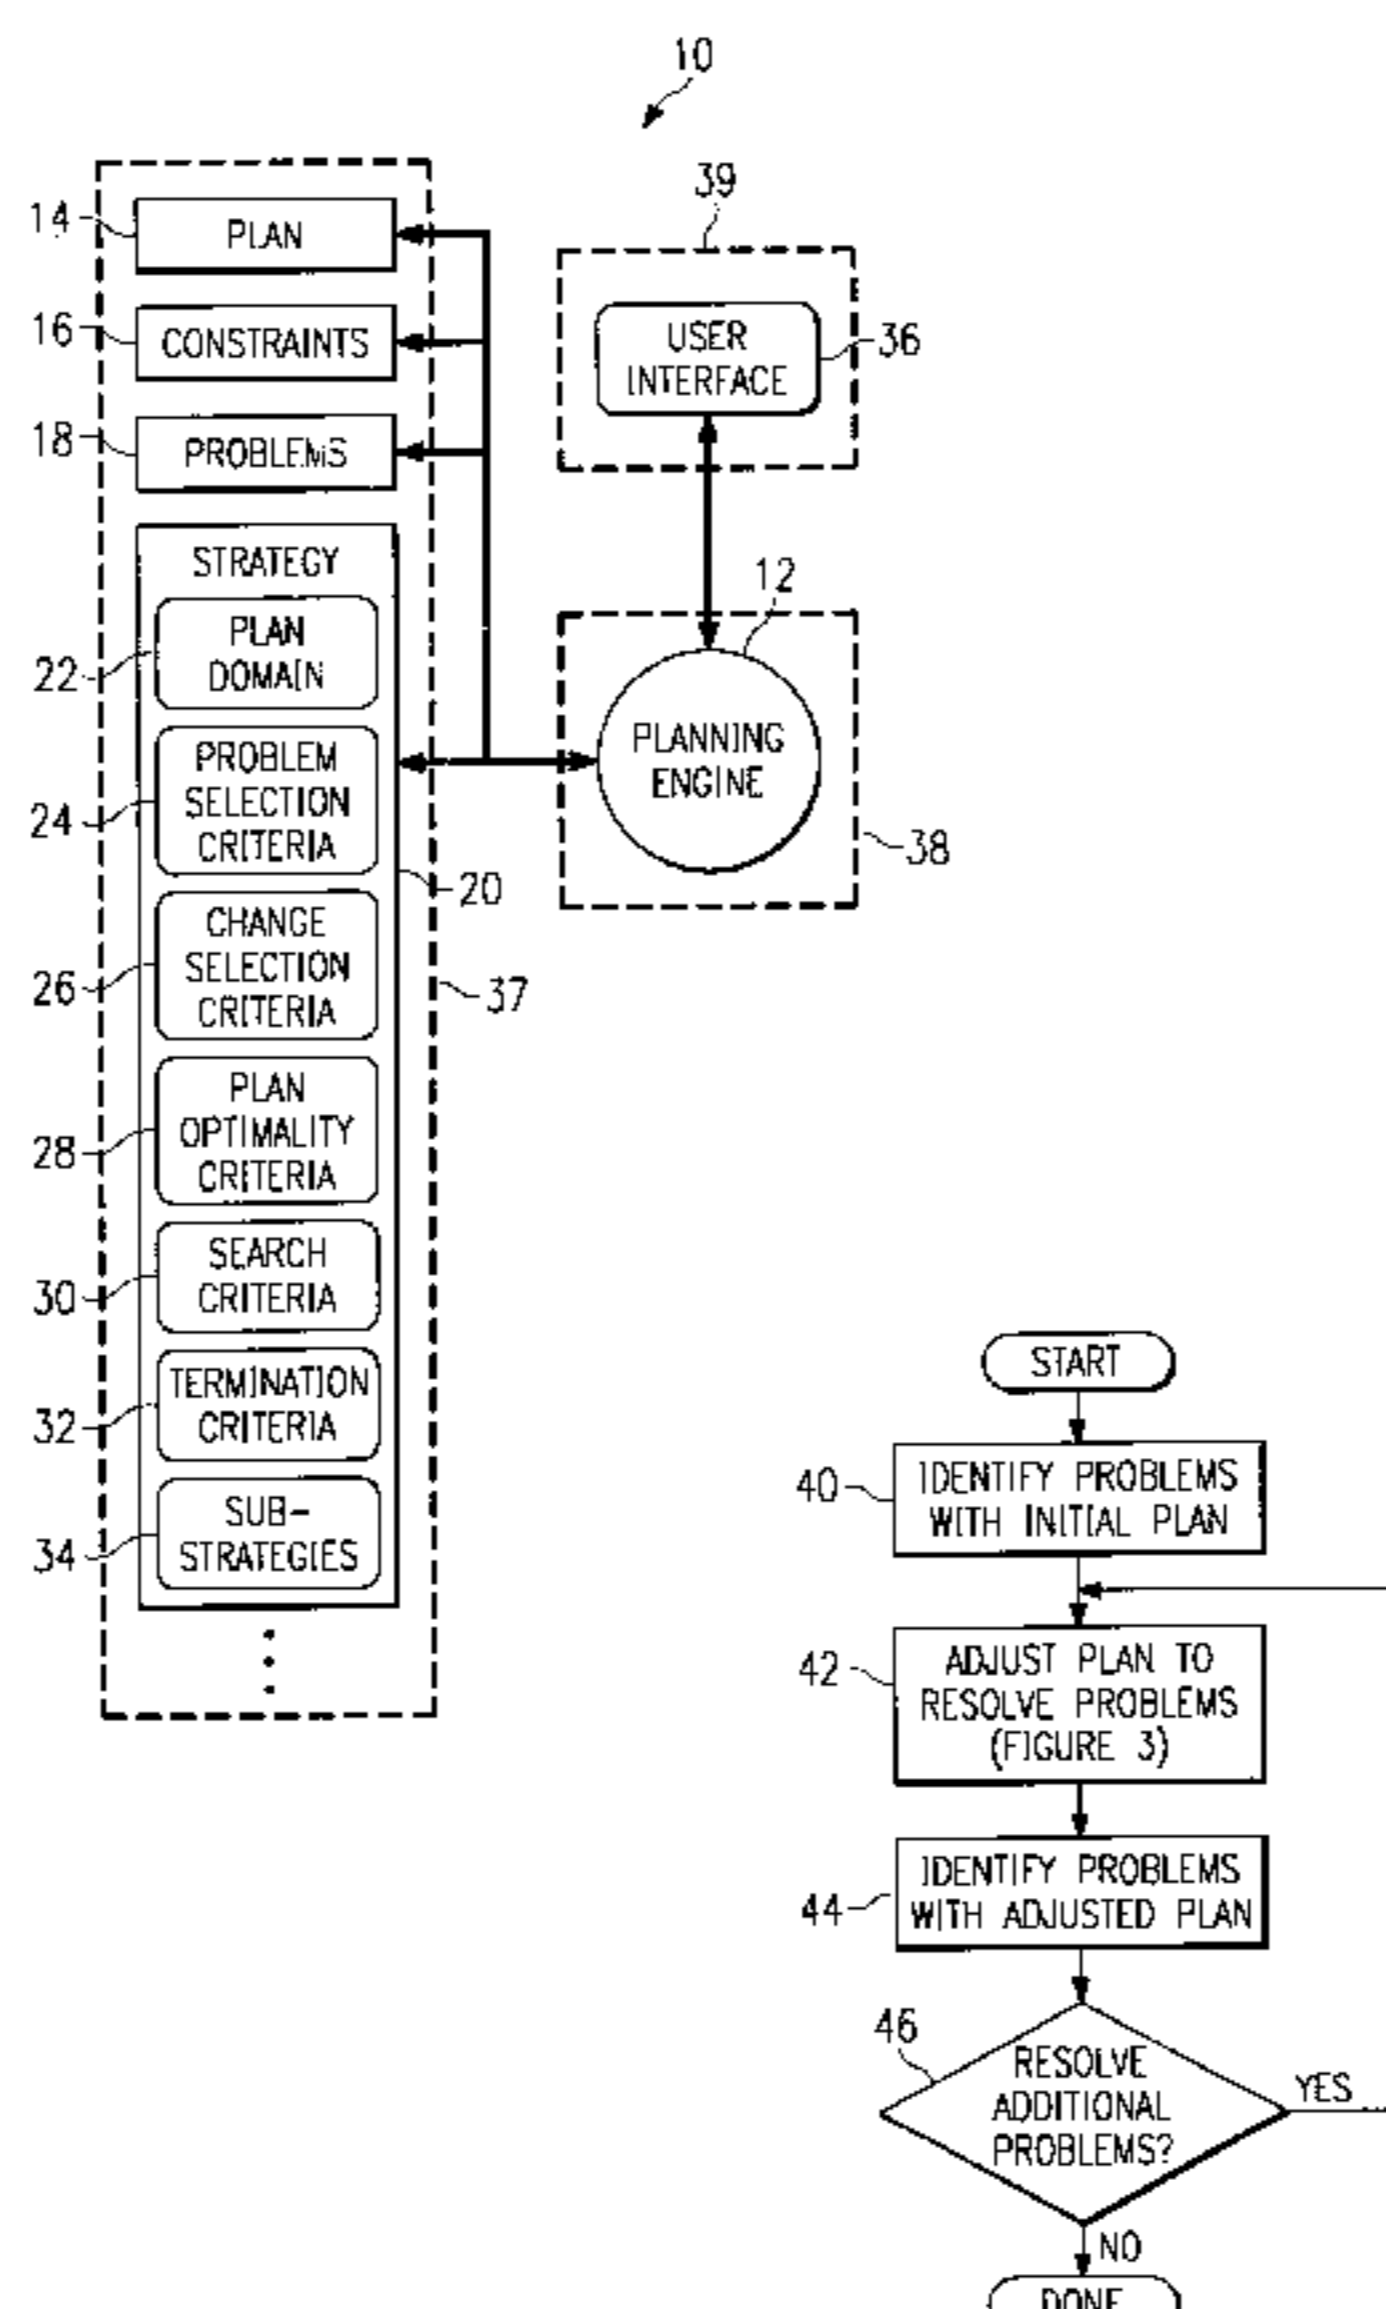 10
14
PLAN
16
CONSTRAINTS
18
PROBLEMS
STRATEGY
22
PLAN
DOMAIN
24
PROBLEM
SELECTION
CRITERIA
20
26
CHANGE
SELECTION
CRITERIA
37
28
PLAN
OPTIMALITY
CRITERIA
30
SEARCH
CRITERIA
32
TERMINATION
CRITERIA
34
SUB-
STRATEGIES
39
USER
INTERFACE
36
12
PLANNING
ENGINE
38
START
40
IDENTIFY PROBLEMS
WITH INITIAL PLAN
42
ADJUST PLAN TO
RESOLVE PROBLEMS
(FIGURE 3)
44
IDENTIFY PROBLEMS
WITH ADJUSTED PLAN
46
RESOLVE
ADDITIONAL
PROBLEMS?
YES
NO
DONE